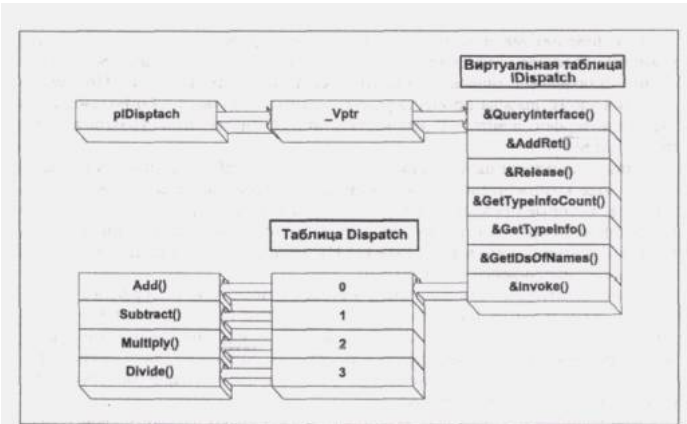 Виртуальная таблица
IDispatch
pIDisptach
_Vptr
&QueryInterface()
&AddRet()
&Release()
&GetTypeInfoCount()
&GetTypeInfo()
&GetIDsOfNames()
&Invoke()
Таблица Dispatch
Add()
0
Subtract()
1
Multiply()
2
Divide()
3